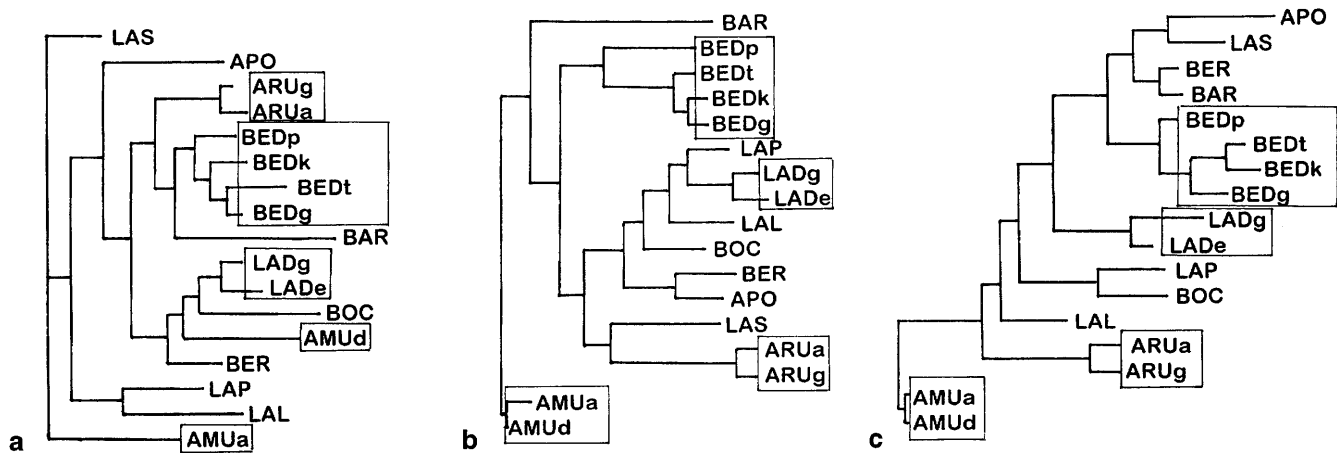 LAS
APO
ARUg
ARUa
BEDp
BEDk
BEDt
BEDg
BAR
LADg
LADe
BOC
AMUd
BER
LAP
LAL
AMUa
a
BAR
BEDp
BEDt
BEDk
BEDg
LAP
LADg
LADe
LAL
BOC
BER
APO
LAS
ARUa
ARUg
AMUa
AMUd
b
APO
LAS
BER
BAR
BEDp
BEDt
BEDk
BEDg
LADg
LADe
LAP
BOC
LAL
ARUa
ARUg
AMUa
AMUd
c